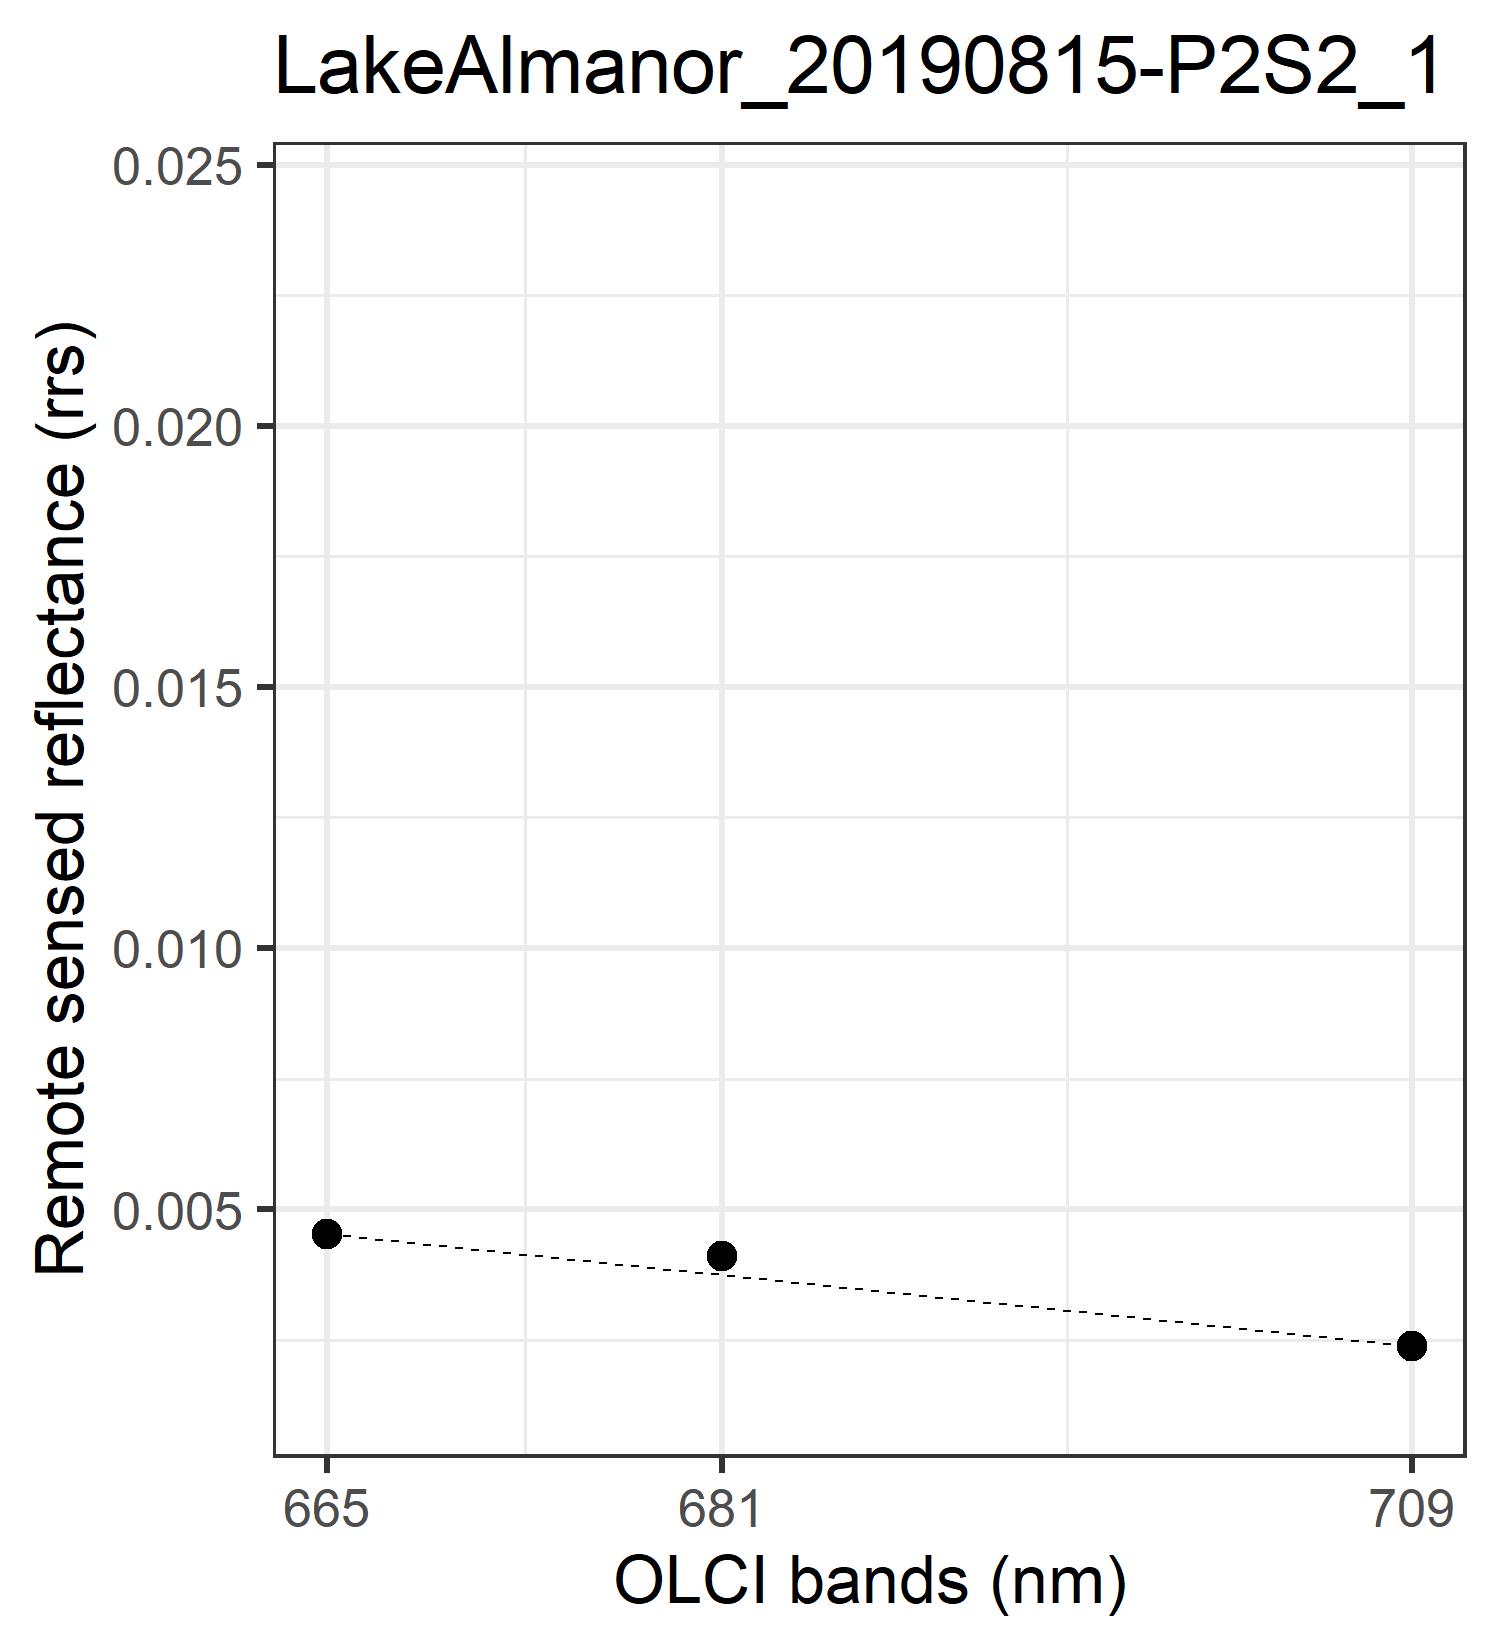 LakeAlmanor_20190815-P2S2_1
Remote sensed reflectance (rrs)
0.025
0.020
0.015
0.010
0.005
665
681
709
OLCI bands (nm)